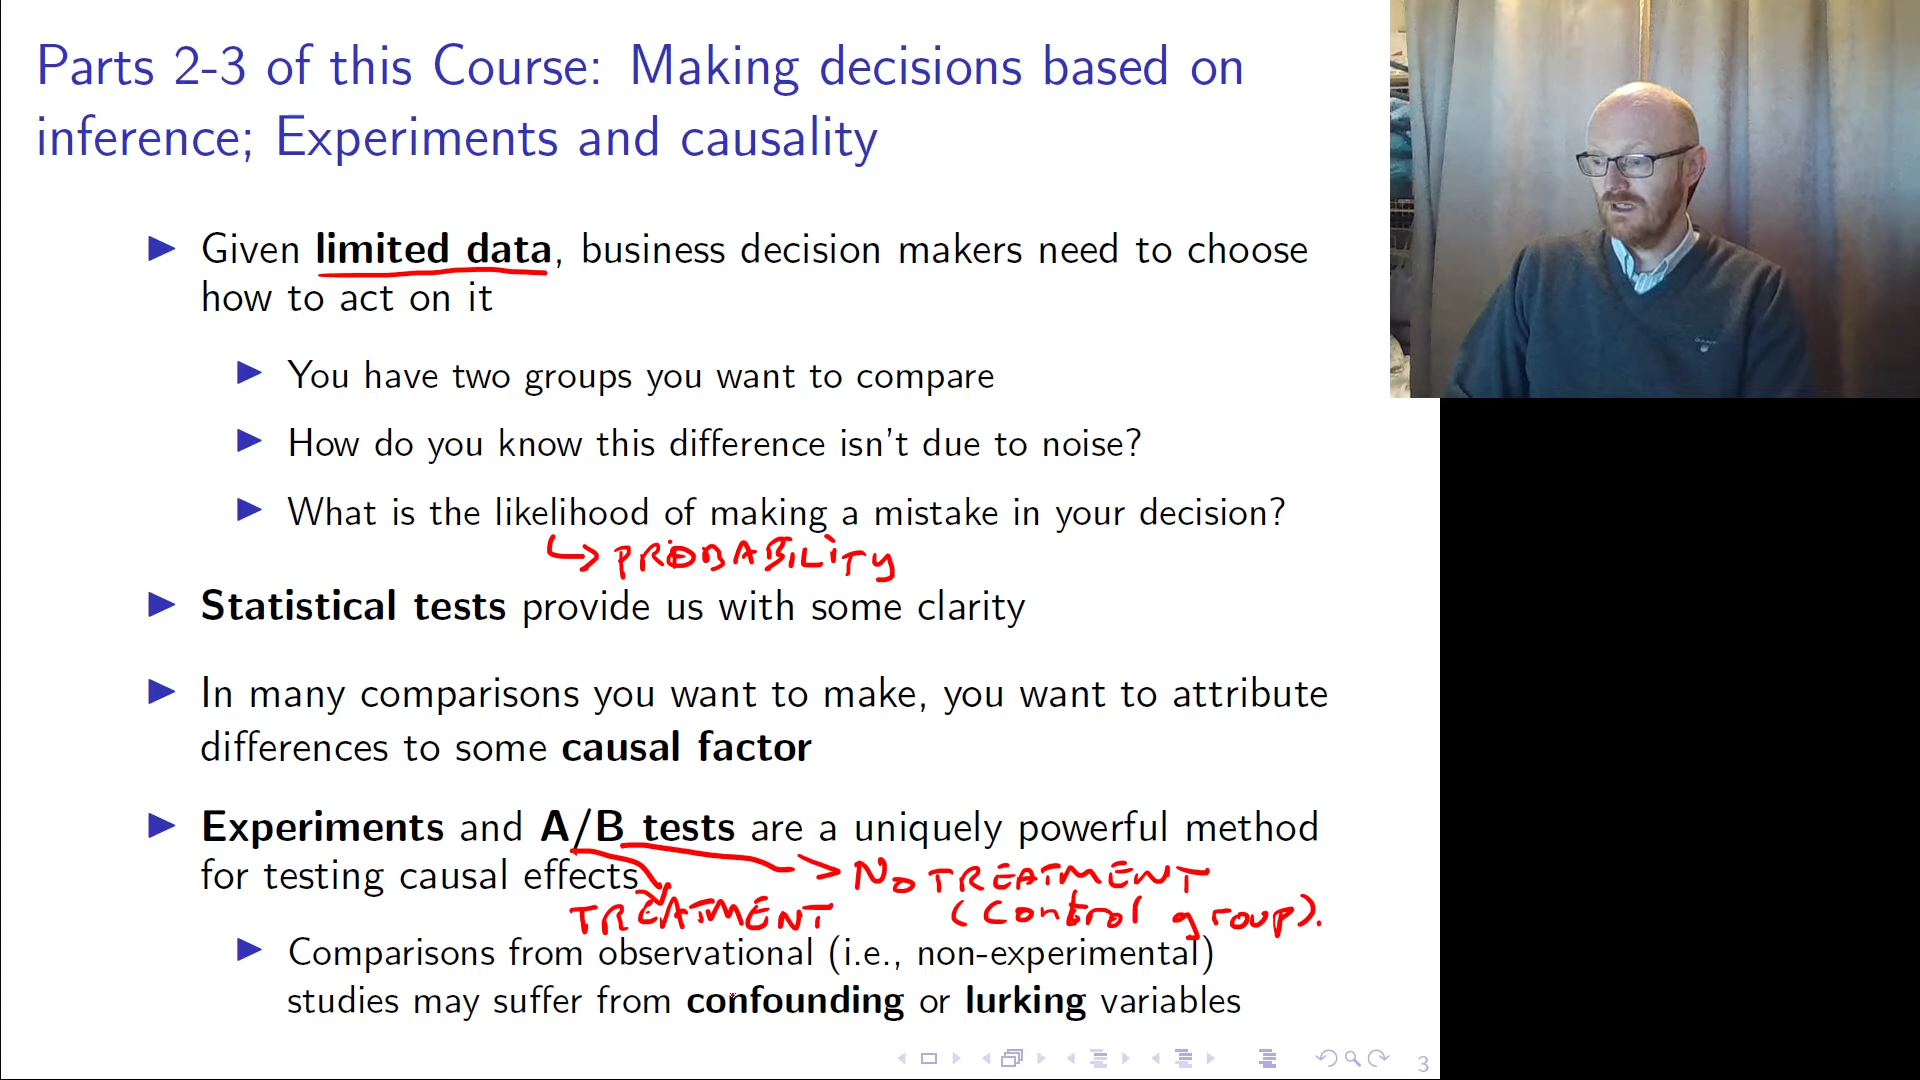 Parts 2-3 of this Course: Making decisions based on
inference; Experiments and causality
Given limited data, business decision makers need to choose
how to act on it
You have two groups you want to compare
How do you know this difference isn't due to noise?
What is the likelihood of making a mistake in your decision?
PROBABILITY
Statistical tests provide us with some clarity
In many comparisons you want to make, you want to attribute
differences to some causal factor
Experiments and A/B tests are a uniquely powerful method
for testing causal effects
NO TREATMENT
TREATMENT
(control group).
Comparisons from observational (i.e., non-experimental)
studies may suffer from confounding or lurking variables
3
GANT